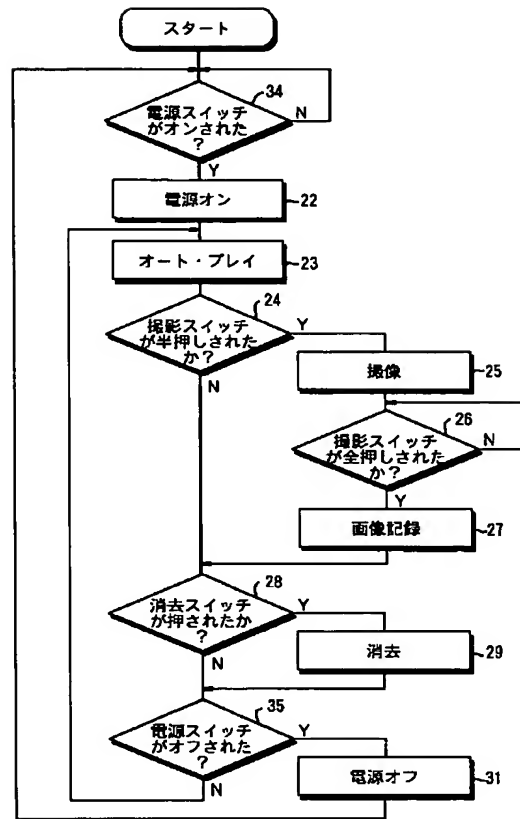 スタート
34
電源スイッチ
がオンされた
?
N
Y
電源オン
22
オート・プレイ
23
24
撮影スイッチ
が半押しされた
か?
Y
N
撮像
25
26
撮影スイッチ
が全押しされた
か?
N
Y
画像記録
27
28
消去スイッチ
が押されたか
?
Y
N
消去
29
35
電源スイッチ
がオフされた
?
Y
N
電源オフ
31